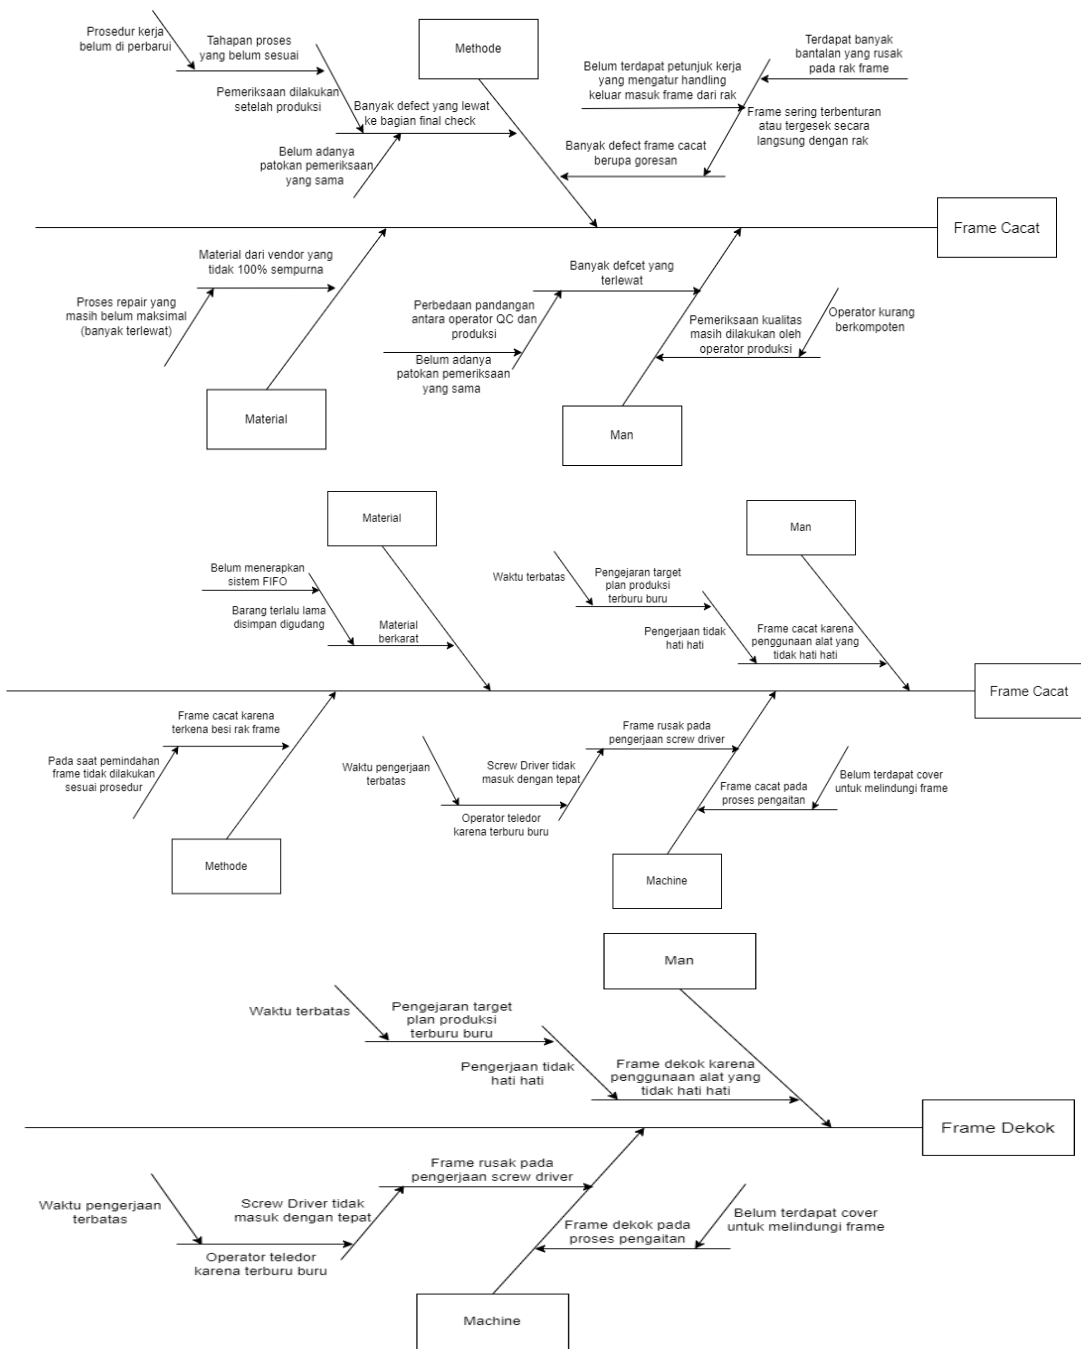 Prosedur kerja
belum di perbarui
Tahapan proses
yang belum sesuai
Pemeriksaan dilakukan
setelah produksi
Banyak defect yang lewat
ke bagian final check
Belum adanya
patokan pemeriksaan
yang sama
Methode
Belum terdapat petunjuk kerja
yang mengatur handling
keluar masuk frame dari rak
Terdapat banyak
bantalan yang rusak
pada rak frame
Frame sering terbenturan
atau tergesek secara
langsung dengan rak
Banyak defect frame cacat
berupa goresan
Frame Cacat
Material dari vendor yang
tidak 100% sempurna
Proses repair yang
masih belum maksimal
(banyak terlewat)
Material
Banyak defcet yang
terlewat
Perbedaan pandangan
antara operator QC dan
produksi
Belum adanya
patokan pemeriksaan
yang sama
Pemeriksaan kualitas
masih dilakukan oleh
operator produksi
Operator kurang
berkompoten
Man
Material
Belum menerapkan
sistem FIFO
Barang terlalu lama
disimpan digudang
Material
berkarat
Man
Waktu terbatas
Pengejaran target
plan produksi
terburu buru
Pengerjaan tidak
hati hati
Frame cacat karena
penggunaan alat yang
tidak hati hati
Frame Cacat
Frame cacat karena
terkena besi rak frame
Pada saat pemindahan
frame tidak dilakukan
sesuai prosedur
Methode
Frame rusak pada
pengerjaan screw driver
Waktu pengerjaan
terbatas
Screw Driver tidak
masuk dengan tepat
Operator teledor
karena terburu buru
Frame cacat pada
proses pengaitan
Belum terdapat cover
untuk melindungi frame
Machine
Man
Waktu terbatas
Pengejaran target
plan produksi
terburu buru
Pengerjaan tidak
hati hati
Frame dekok karena
penggunaan alat yang
tidak hati hati
Frame Dekok
Frame rusak pada
pengerjaan screw driver
Waktu pengerjaan
terbatas
Screw Driver tidak
masuk dengan tepat
Operator teledor
karena terburu buru
Frame dekok pada
proses pengaitan
Belum terdapat cover
untuk melindungi frame
Machine